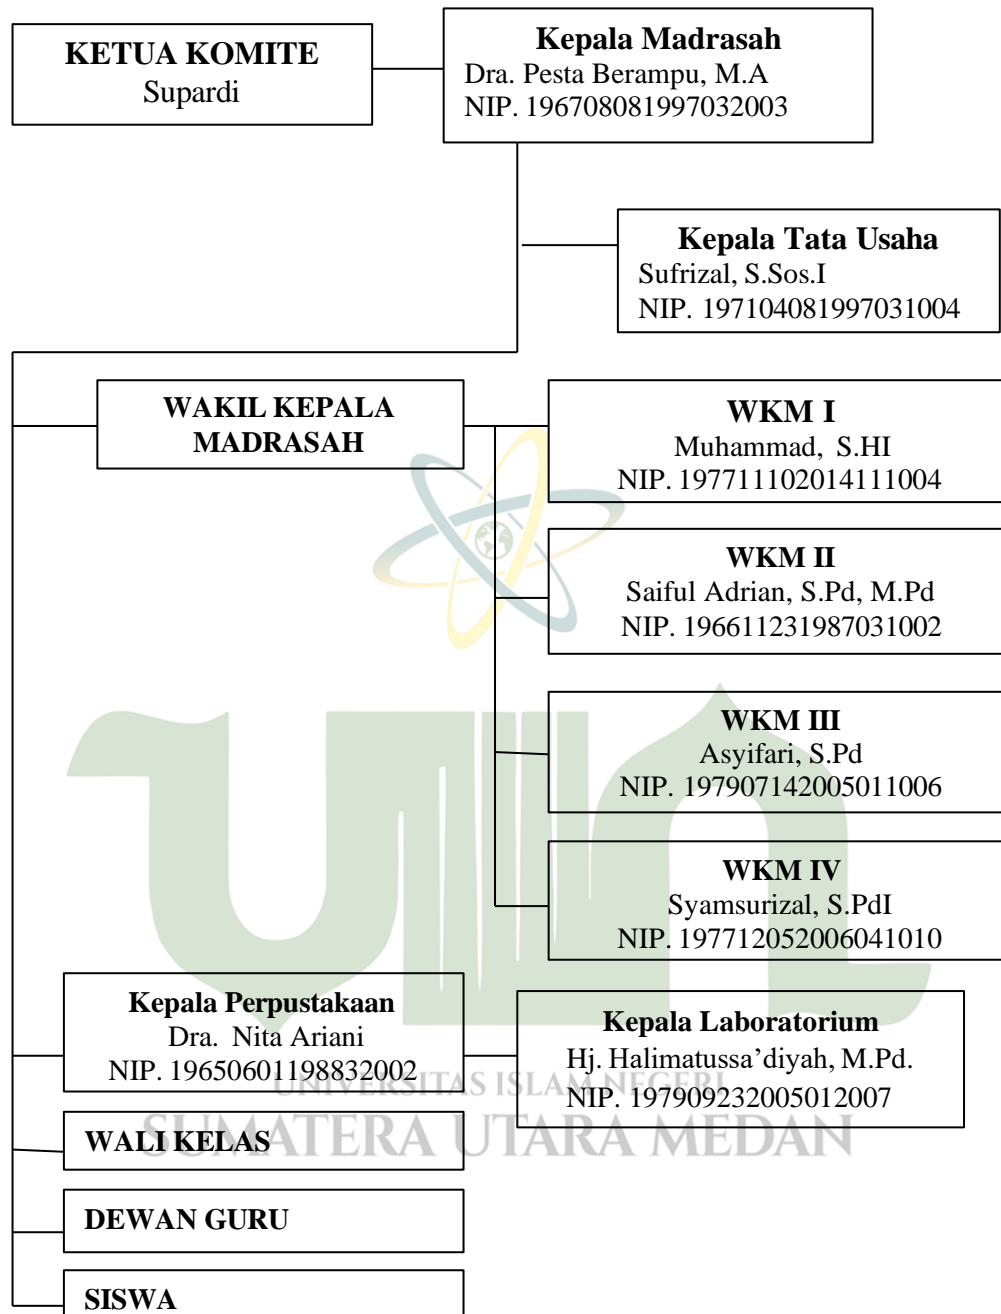 KETUA KOMITE
Supardi
Kepala Madrasah
Dra. Pesta Berampu, M.A
NIP. 196708081997032003
Kepala Tata Usaha
Sufrizal, S.Sos.I
NIP. 197104081997031004
WAKIL KEPALA
MADRASAH
WKM I
Muhammad, S.HI
NIP. 197711102014111004
WKM II
Saiful Adrian, S.Pd, M.Pd
NIP. 196611231987031002
WKM III
Asyifari, S.Pd
NIP. 197907142005011006
WKM IV
Syamsurizal, S.PdI
NIP. 197712052006041010
Kepala Perpustakaan
Dra. Nita Ariani
NIP. 19650601198832002
Kepala Laboratorium
Hj. Halimatussa’diyah, M.Pd.
NIP. 197909232005012007
UNIVERSITAS ISLAM NEGERI
SUMATERA UTARA MEDAN
WALI KELAS
DEWAN GURU
SISWA